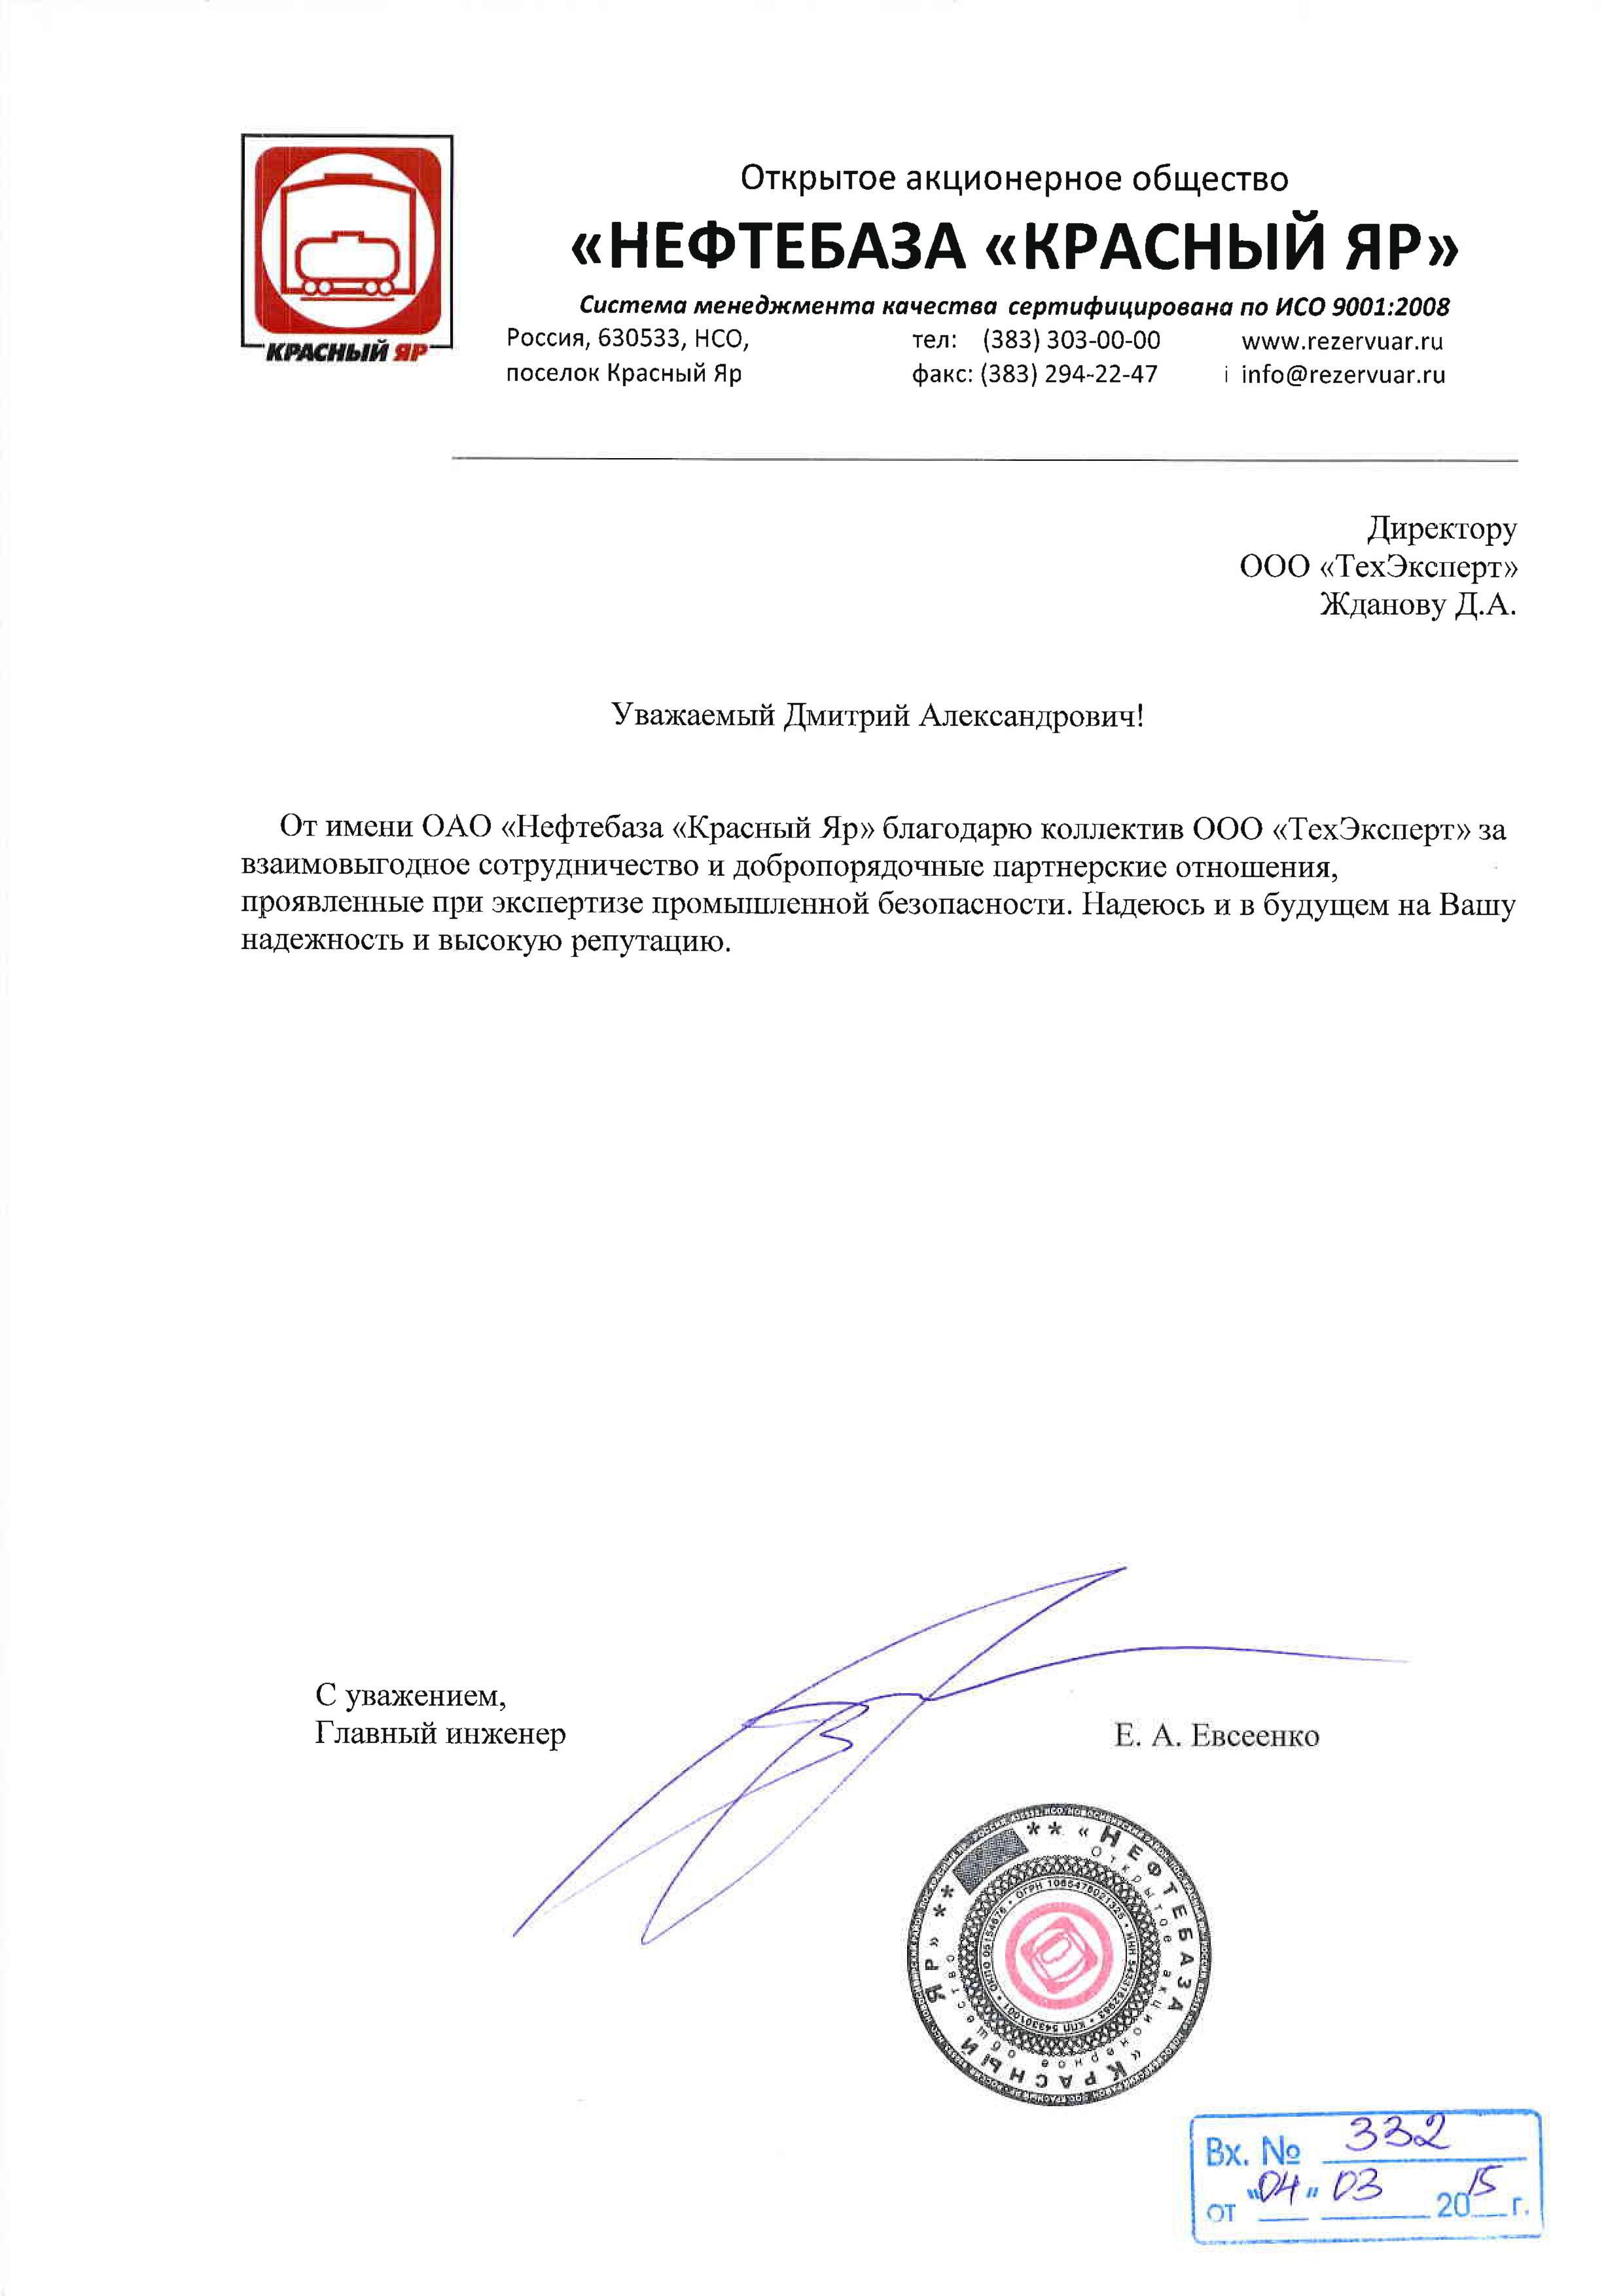 Открытое акционерное общество
«НЕФТЕБАЗА «КРАСНЫЙ ЯР»
Система менеджмента качества сертифицирована по ИСО 9001:2008
КРАСНЫЙ ЯР
Россия, 630533, НСО, тел: (383) 303-00-00 www.rezervuar.ru
поселок Красный Яр факс: (383) 294-22-47 i info@rezervuar.ru
Директору
ООО «ТехЭксперт»
Жданову Д.А.
Уважаемый Дмитрий Александрович!
От имени ОАО «Нефтебаза «Красный Яр» благодарю коллектив ООО «ТехЭксперт» за
взаимовыгодное сотрудничество и добропорядочные партнерские отношения,
проявленные при экспертизе промышленной безопасности. Надеюсь и в будущем на Вашу
надежность и высокую репутацию.
С уважением,
Главный инженер Е. А. Евсеенко
** «НЕФТЕБАЗА «КРАСНЫЙ ЯР» **
Открытое акционерное общество
Вх. № 332
от "04" 03 2015 г.